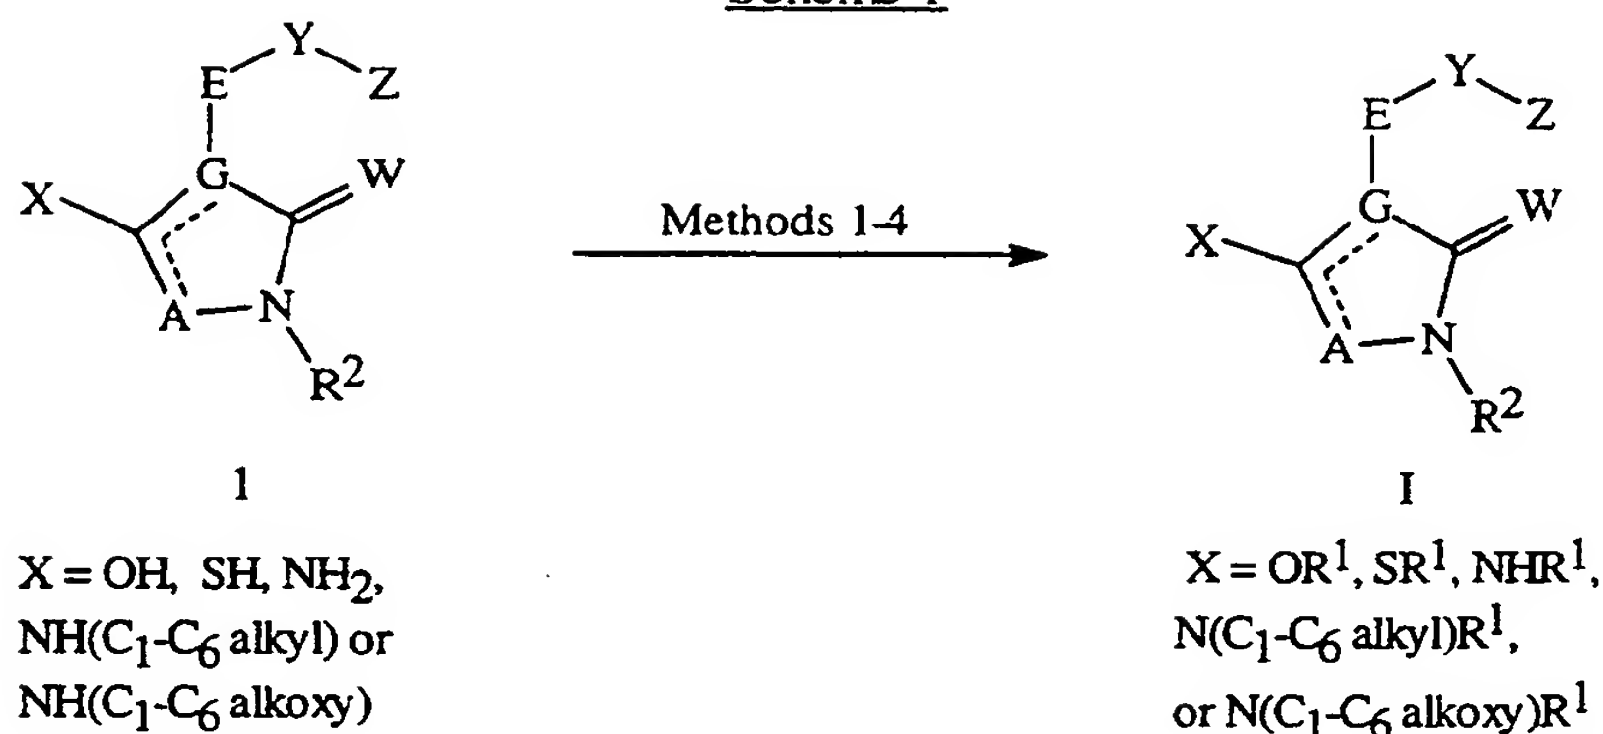 Y
E
Z
G
W
X
A
N
R²
1
X = OH, SH, NH₂,
NH(C₁-C₆ alkyl) or
NH(C₁-C₆ alkoxy)
Methods 1-4
Y
E
Z
G
W
X
A
N
R²
I
X = OR¹, SR¹, NHR¹,
N(C₁-C₆ alkyl)R¹,
or N(C₁-C₆ alkoxy)R¹